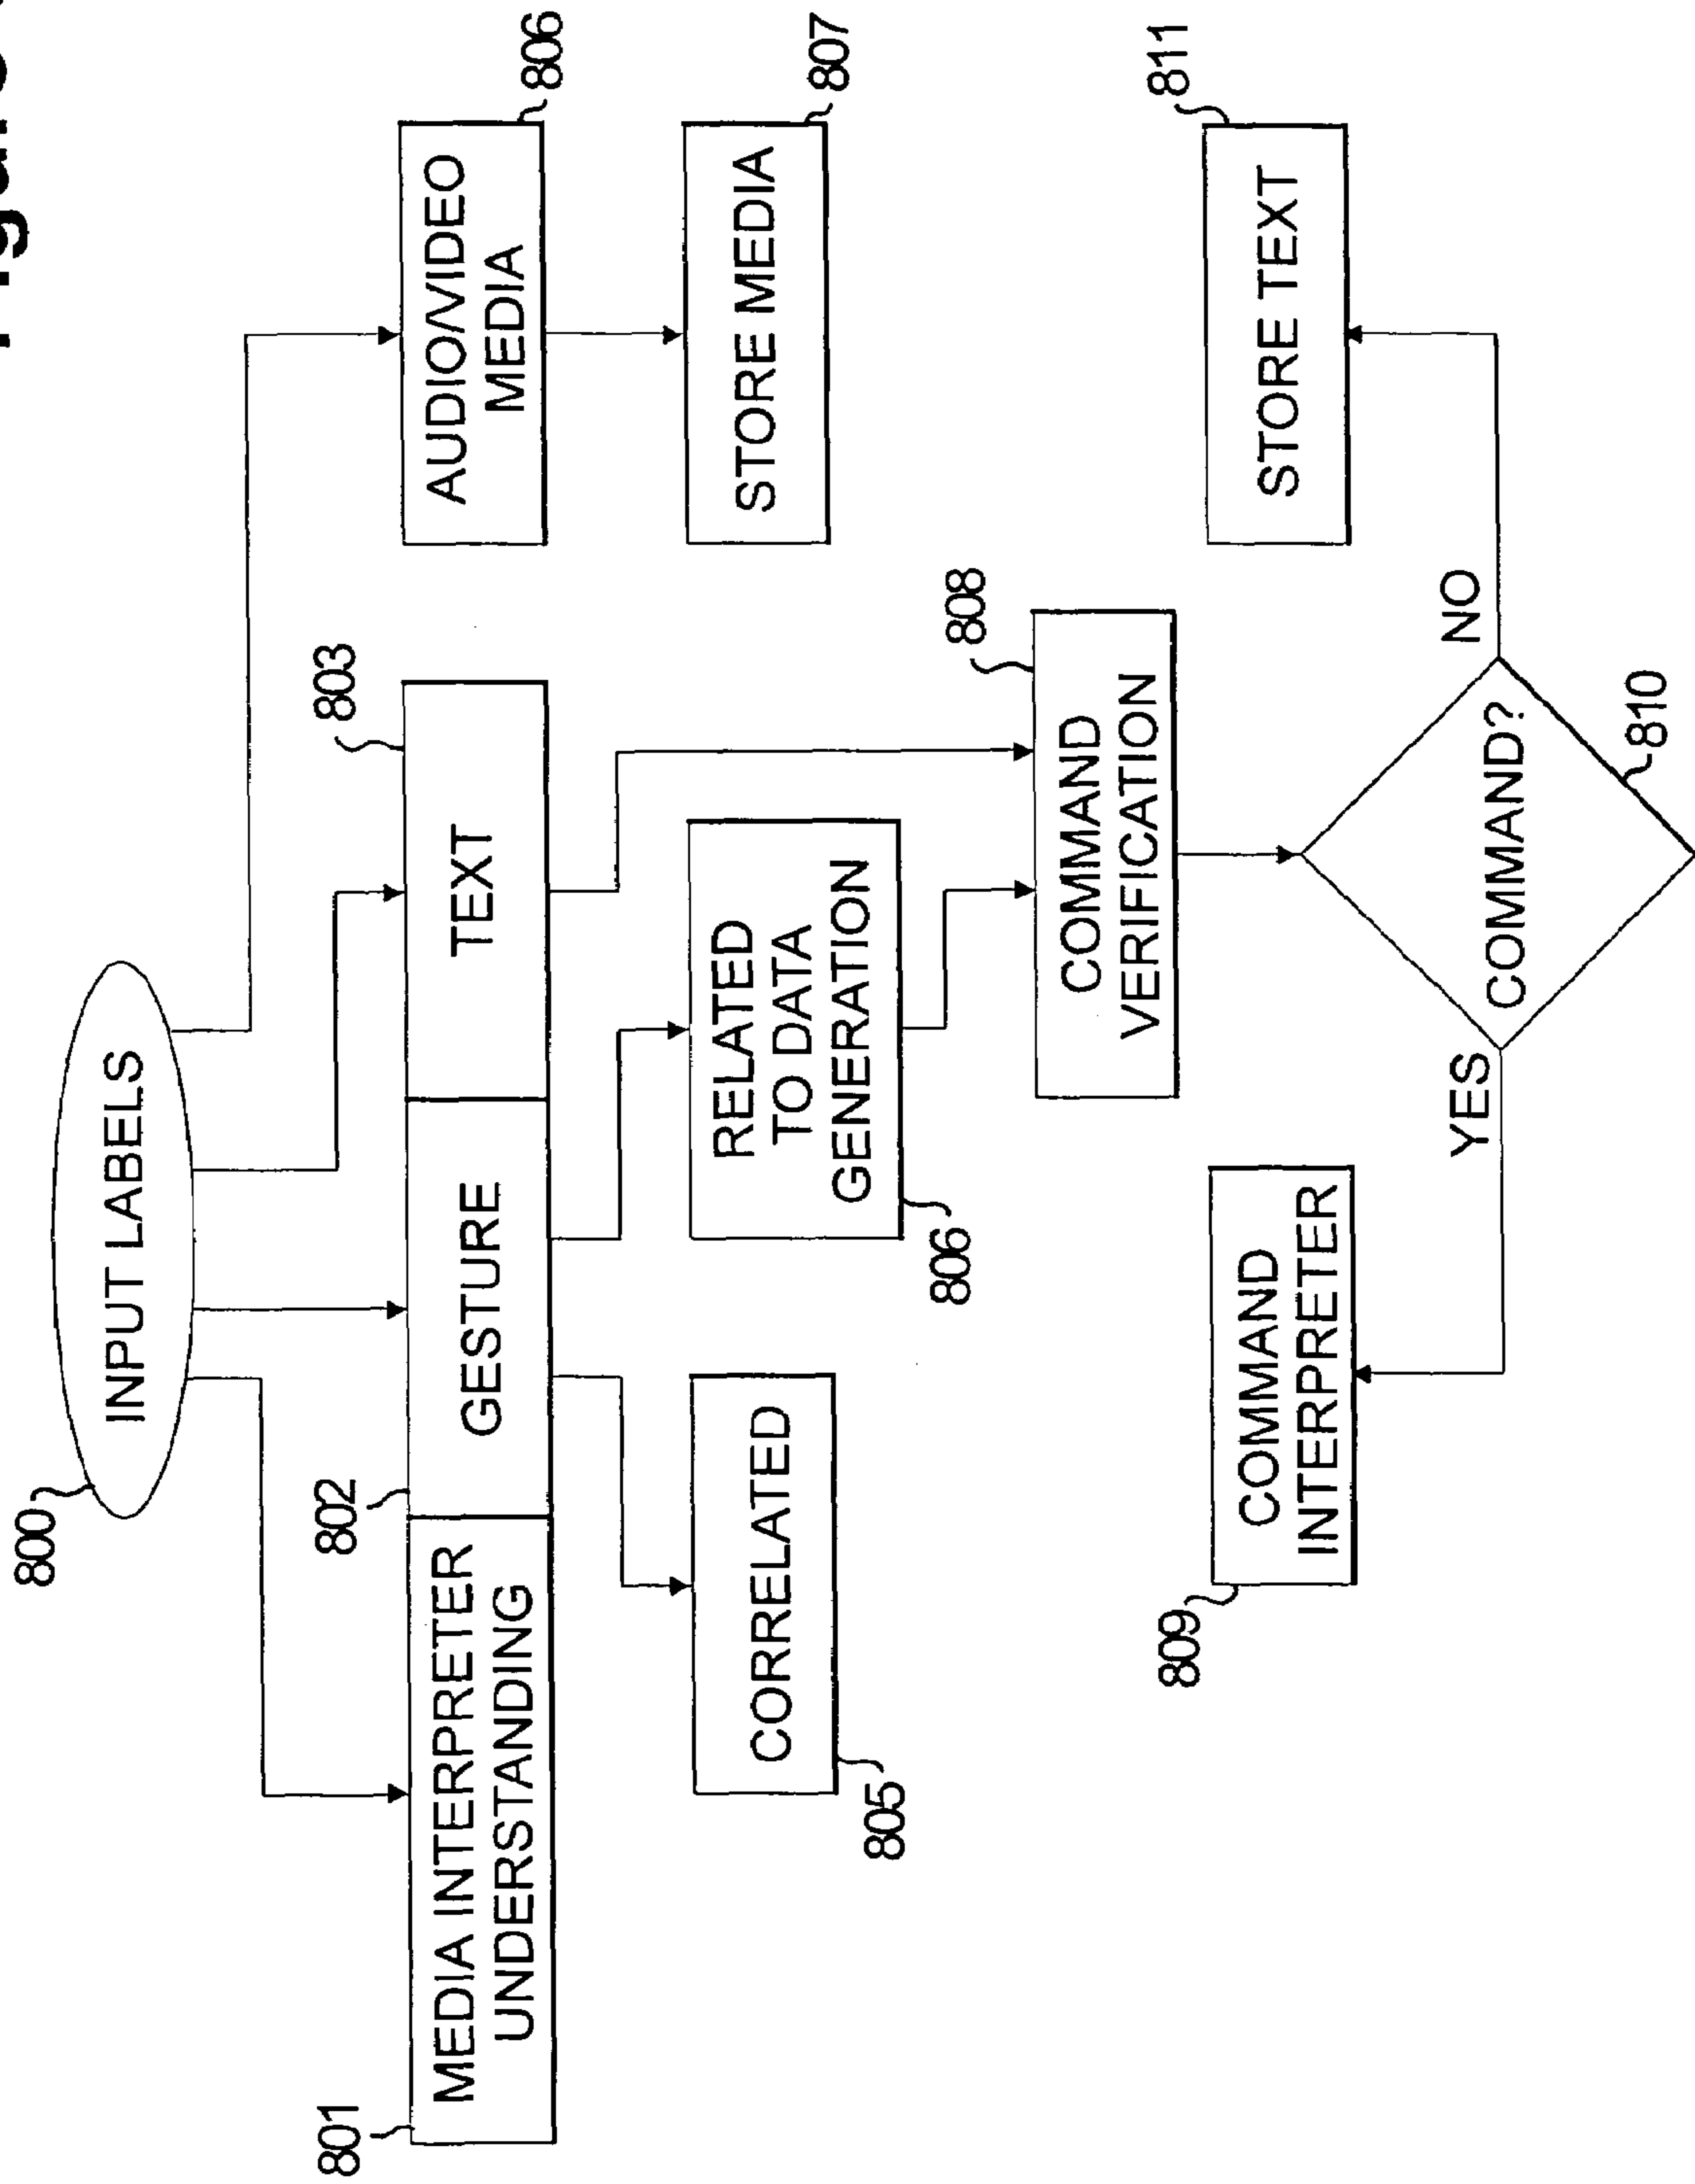 800
INPUT LABELS
801
802
803
806
MEDIA INTERPRETER
UNDERSTANDING
GESTURE
TEXT
AUDIO/VIDEO
MEDIA
805
CORRELATED
806
RELATED
TO DATA
GENERATION
807
STORE MEDIA
808
COMMAND
VERIFICATION
809
COMMAND
INTERPRETER
811
STORE TEXT
YES
COMMAND?
NO
810